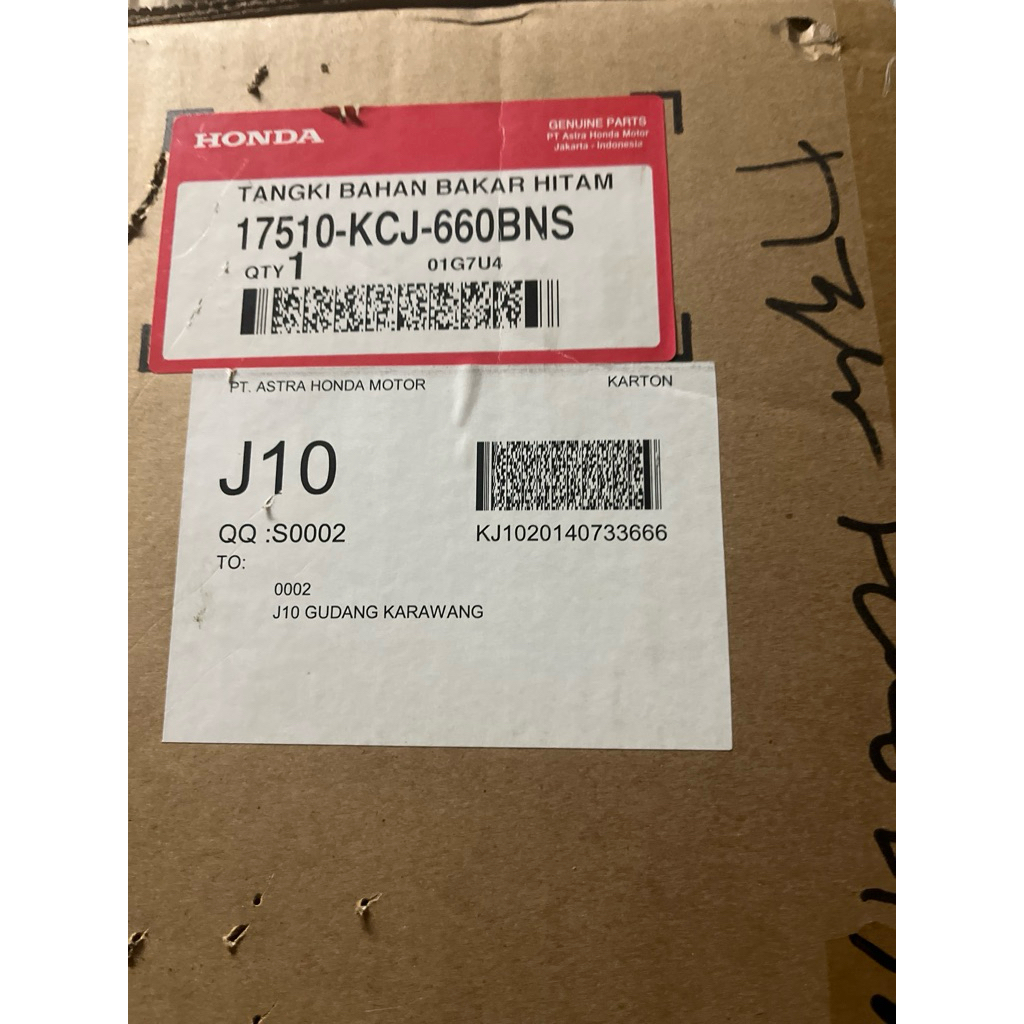 HONDA
GENUINE PARTS
PT Astra Honda Motor
Jakarta - Indonesia
TANGKI BAHAN BAKAR HITAM
17510-KCJ-660BNS
QTY 1 01G7U4
PT. ASTRA HONDA MOTOR KARTON
J10
QQ :S0002 KJ1020140733666
TO:
0002
J10 GUDANG KARAWANG